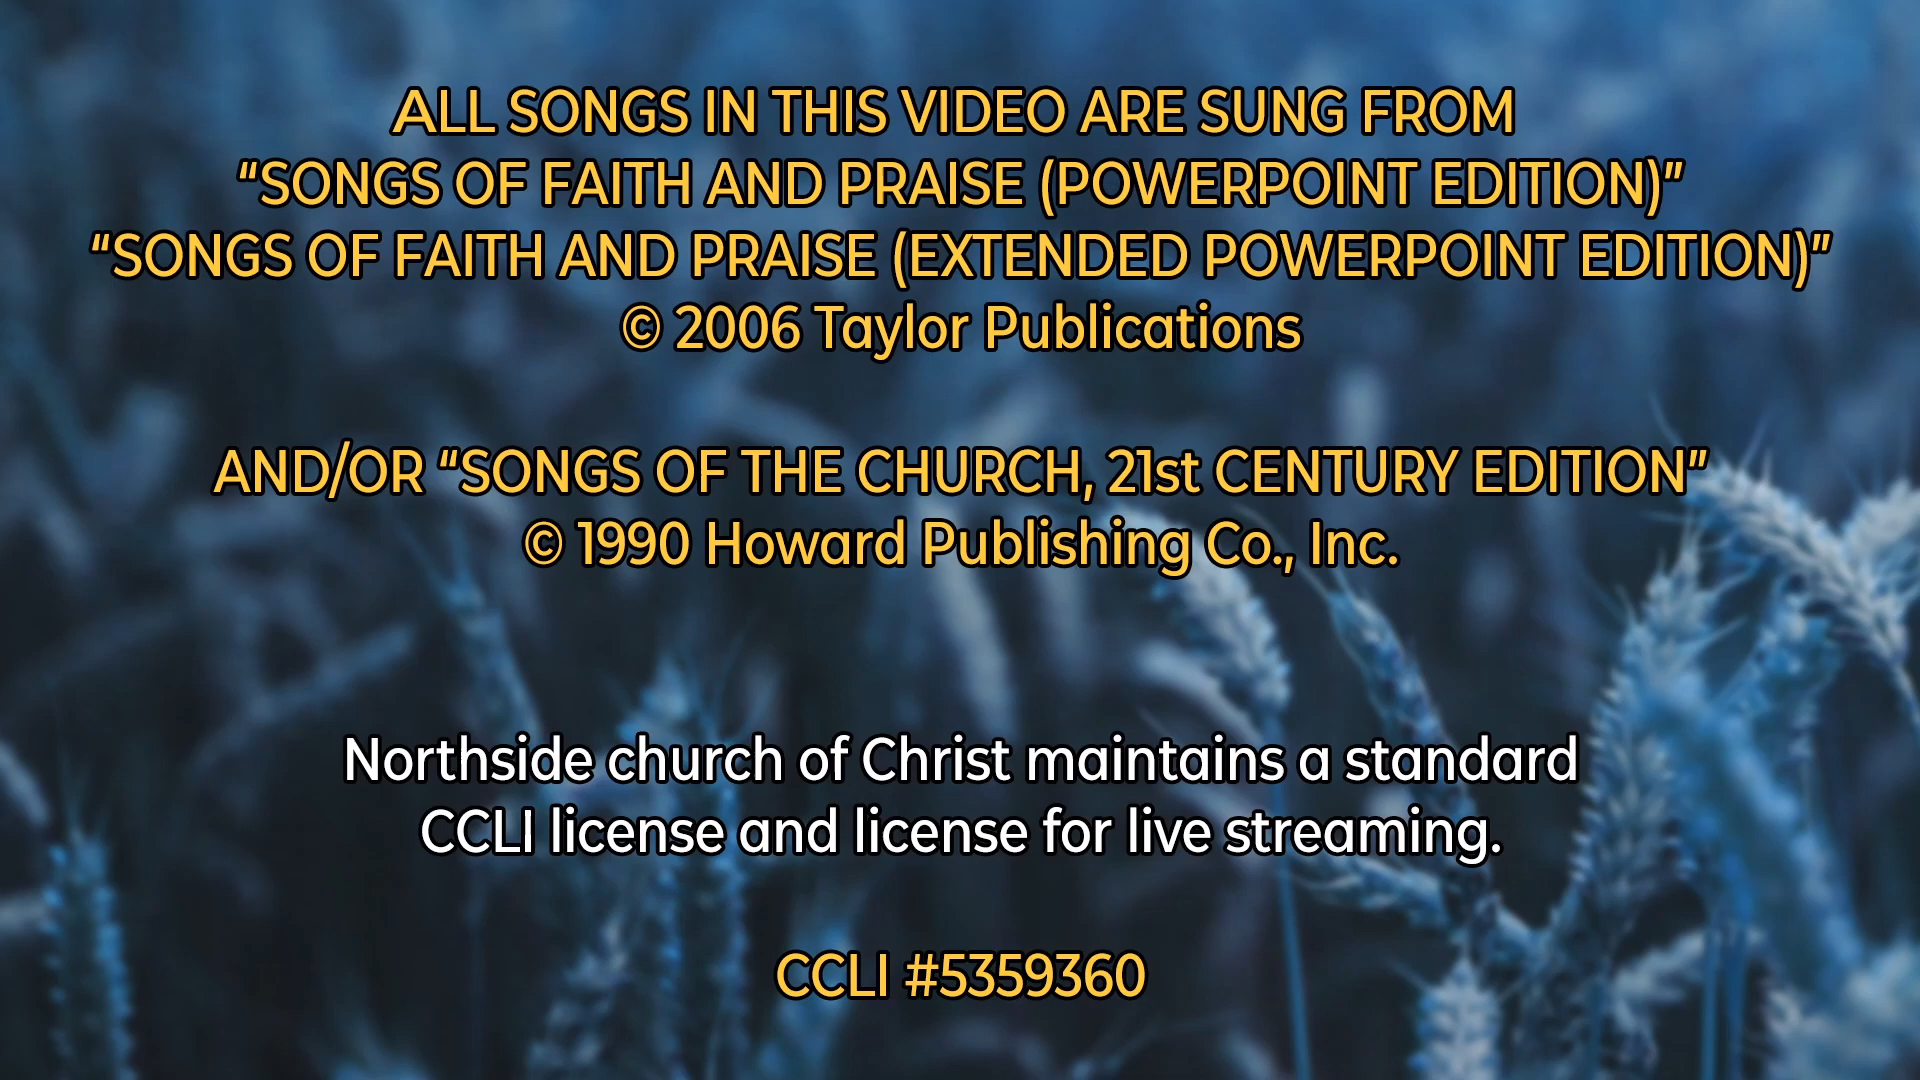 ALL SONGS IN THIS VIDEO ARE SUNG FROM
“SONGS OF FAITH AND PRAISE (POWERPOINT EDITION)”
“SONGS OF FAITH AND PRAISE (EXTENDED POWERPOINT EDITION)”
© 2006 Taylor Publications
AND/OR “SONGS OF THE CHURCH, 21st CENTURY EDITION”
© 1990 Howard Publishing Co., Inc.
Northside church of Christ maintains a standard
CCLI license and license for live streaming.
CCLI #5359360